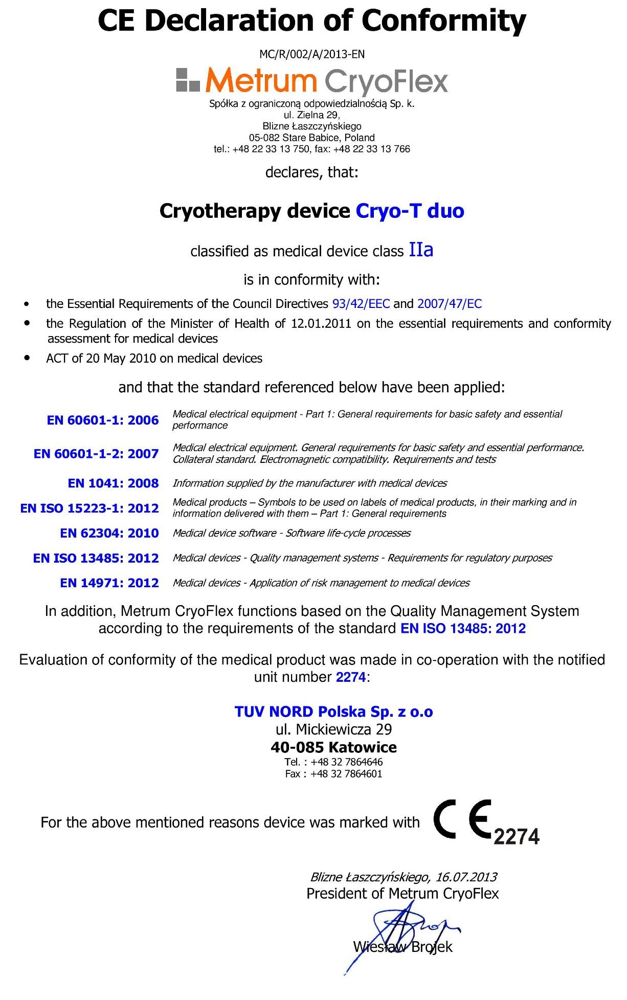 CE Declaration of Conformity
MC/R/002/A/2013-EN
Metrum CryoFlex
Spółka z ograniczoną odpowiedzialnością Sp. k.
ul. Zielna 29,
Blizne Łaszczyńskiego
05-082 Stare Babice, Poland
tel.: +48 22 33 13 750, fax: +48 22 33 13 766
declares, that:
Cryotherapy device Cryo-T duo
classified as medical device class IIa
is in conformity with:
• the Essential Requirements of the Council Directives 93/42/EEC and 2007/47/EC
• the Regulation of the Minister of Health of 12.01.2011 on the essential requirements and conformity
assessment for medical devices
• ACT of 20 May 2010 on medical devices
and that the standard referenced below have been applied:
EN 60601-1: 2006 Medical electrical equipment - Part 1: General requirements for basic safety and essential
performance
EN 60601-1-2: 2007 Medical electrical equipment. General requirements for basic safety and essential performance.
Collateral standard. Electromagnetic compatibility. Requirements and tests
EN 1041: 2008 Information supplied by the manufacturer with medical devices
EN ISO 15223-1: 2012 Medical products – Symbols to be used on labels of medical products, in their marking and in
information delivered with them – Part 1: General requirements
EN 62304: 2010 Medical device software - Software life-cycle processes
EN ISO 13485: 2012 Medical devices - Quality management systems - Requirements for regulatory purposes
EN 14971: 2012 Medical devices - Application of risk management to medical devices
In addition, Metrum CryoFlex functions based on the Quality Management System
according to the requirements of the standard EN ISO 13485: 2012
Evaluation of conformity of the medical product was made in co-operation with the notified
unit number 2274:
TUV NORD Polska Sp. z o.o
ul. Mickiewicza 29
40-085 Katowice
Tel. : +48 32 7864646
Fax : +48 32 7864601
For the above mentioned reasons device was marked with CE 2274
Blizne Łaszczyńskiego, 16.07.2013
President of Metrum CryoFlex
Wiesław Brojek